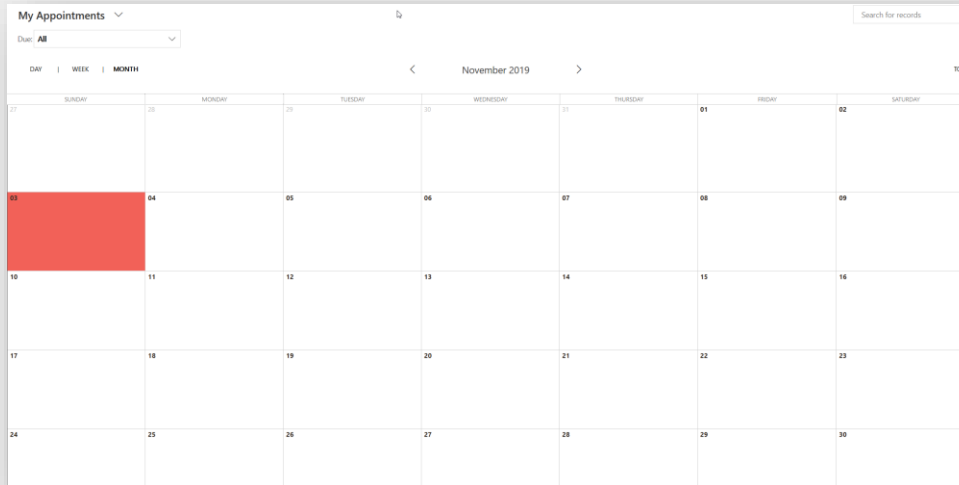 My Appointments
Search for records
Due: All
DAY | WEEK | MONTH
November 2019
SUNDAY MONDAY TUESDAY WEDNESDAY THURSDAY FRIDAY SATURDAY
27 28 29 30 31 01 02
03 04 05 06 07 08 09
10 11 12 13 14 15 16
17 18 19 20 21 22 23
24 25 26 27 28 29 30